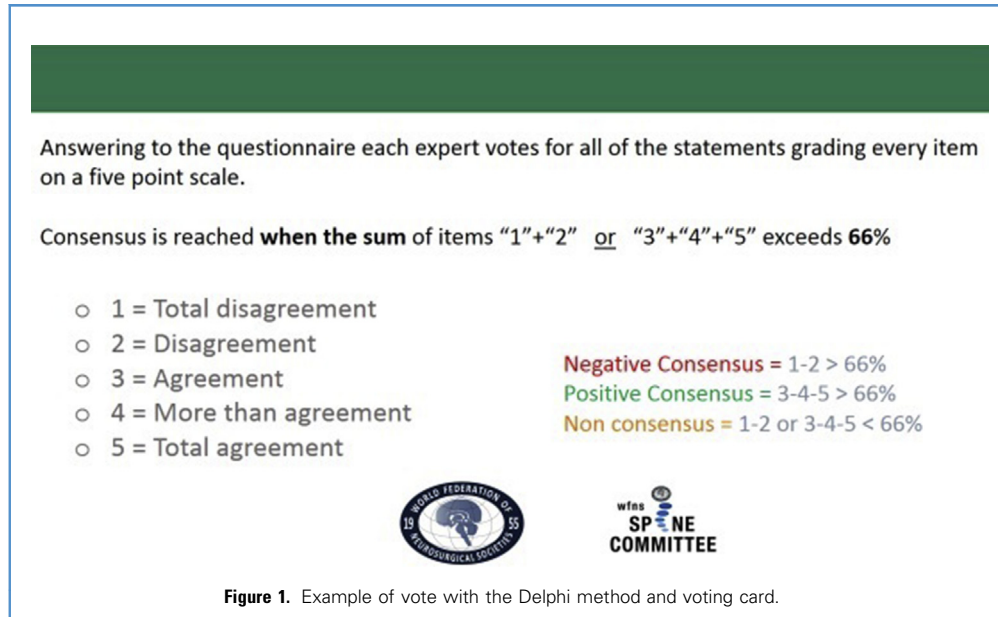 Answering to the questionnaire each expert votes for all of the statements grading every item
on a five point scale.
Consensus is reached when the sum of items “1”+“2” or “3”+“4”+“5” exceeds 66%
o 1 = Total disagreement
o 2 = Disagreement
o 3 = Agreement
o 4 = More than agreement
o 5 = Total agreement
Negative Consensus = 1-2 > 66%
Positive Consensus = 3-4-5 > 66%
Non consensus = 1-2 or 3-4-5 < 66%
WORLD FEDERATION OF
19 55
NEUROSURGICAL SOCIETIES
wfns
SPINE
COMMITTEE
Figure 1. Example of vote with the Delphi method and voting card.